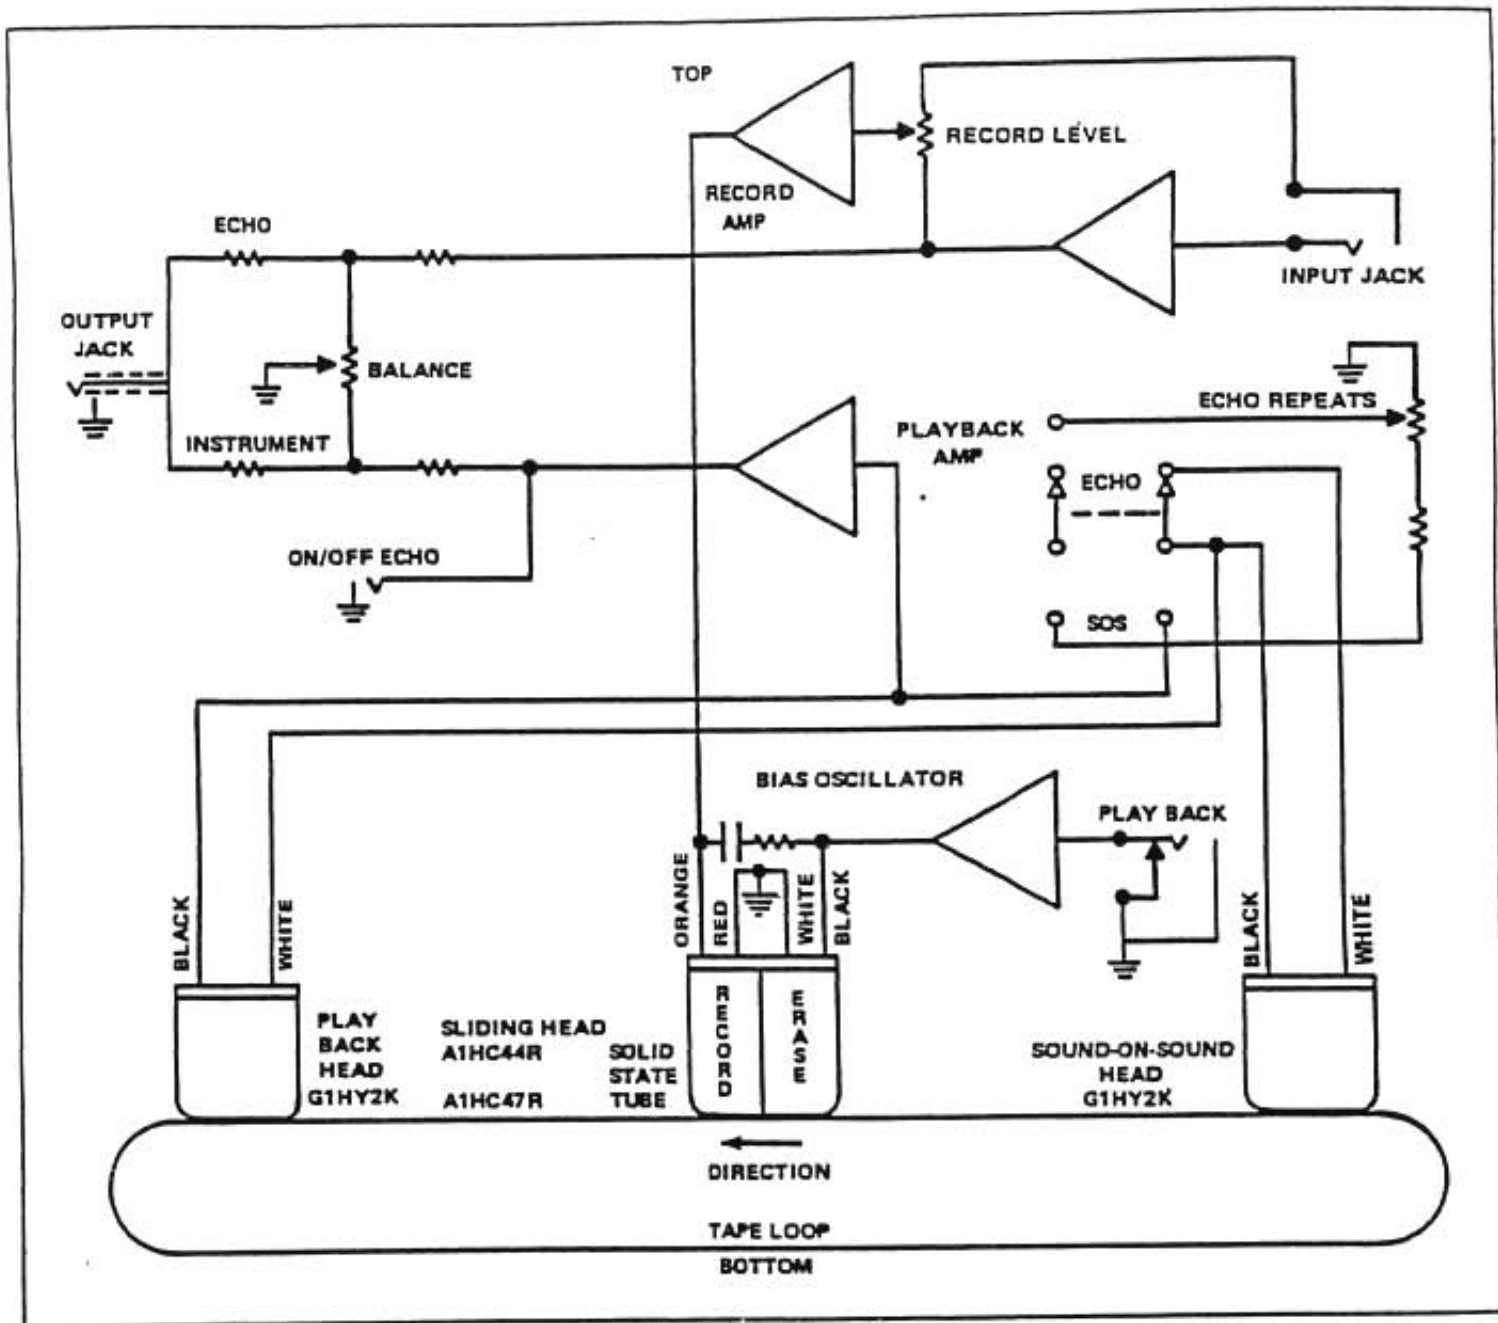 TOP
RECORD LEVEL
RECORD
AMP
ECHO
INPUT JACK
OUTPUT
JACK
BALANCE
ECHO REPEATS
PLAYBACK
AMP
INSTRUMENT
ECHO
ON/OFF ECHO
SOS
BIAS OSCILLATOR
PLAY BACK
BLACK
WHITE
ORANGE
RED
WHITE
BLACK
BLACK
WHITE
PLAY
BACK
HEAD
G1HY2K
SLIDING HEAD
A1HC44R
A1HC47R
SOLID
STATE
TUBE
RECORD
ERASE
SOUND-ON-SOUND
HEAD
G1HY2K
DIRECTION
TAPE LOOP
BOTTOM